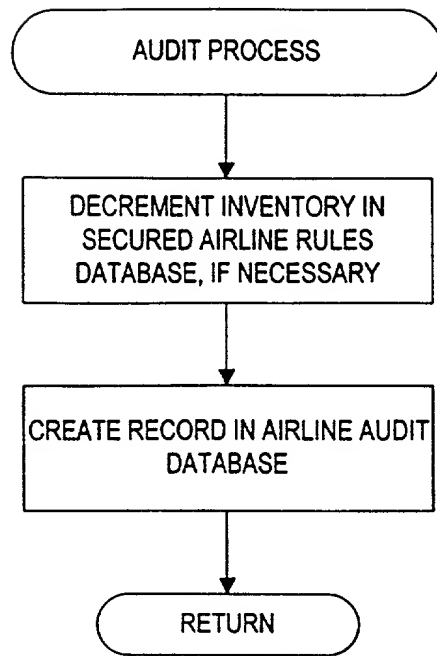 AUDIT PROCESS
DECREMENT INVENTORY IN
SECURED AIRLINE RULES
DATABASE, IF NECESSARY
CREATE RECORD IN AIRLINE AUDIT
DATABASE
RETURN